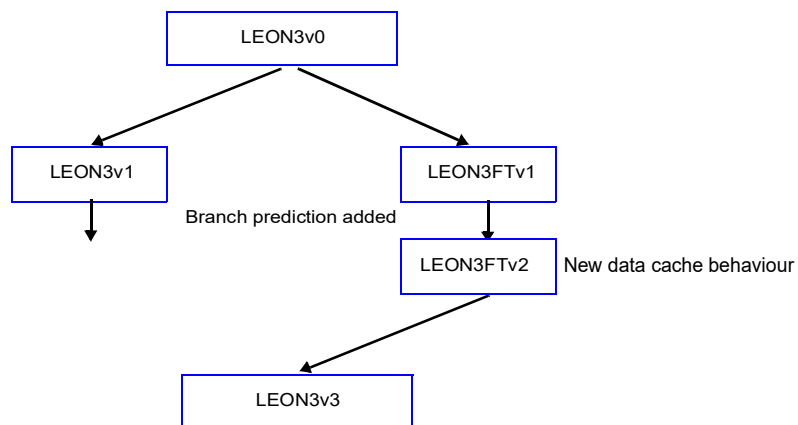 LEON3v0
LEON3v1
LEON3FTv1
Branch prediction added
LEON3FTv2
New data cache behaviour
LEON3v3